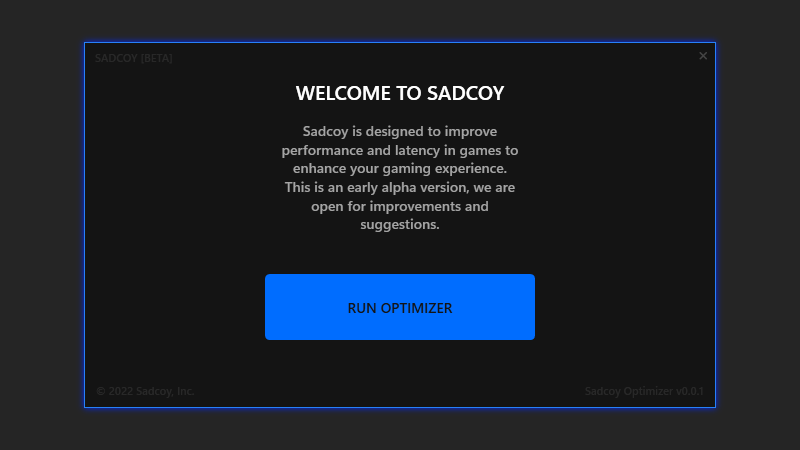 SADCOY [BETA]
×
WELCOME TO SADCOY
Sadcoy is designed to improve
performance and latency in games to
enhance your gaming experience.
This is an early alpha version, we are
open for improvements and
suggestions.
RUN OPTIMIZER
© 2022 Sadcoy, Inc.
Sadcoy Optimizer v0.0.1